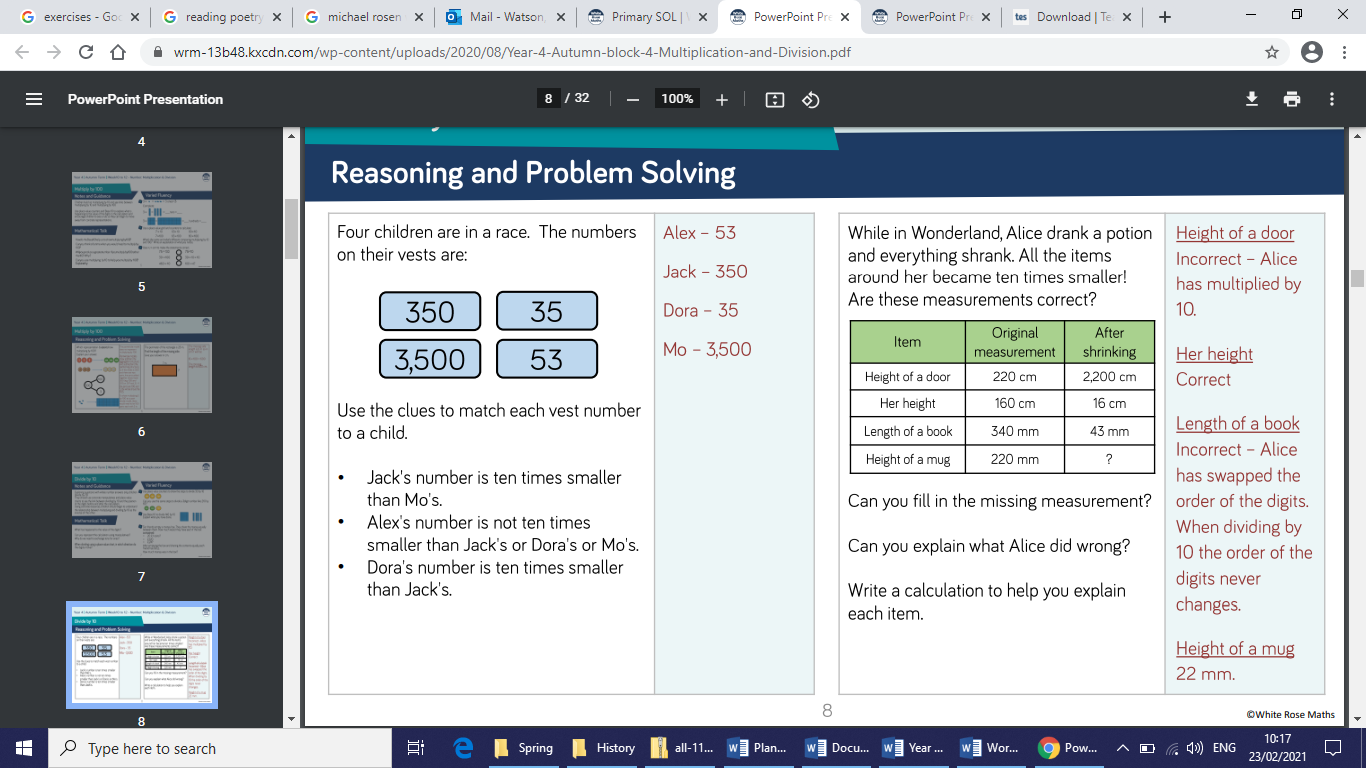 exercises - Goo
reading poetry
michael rosen
Mail - Watson,
Primary SOL | W
PowerPoint Pre
PowerPoint Pre
tes Download | Te
wrm-13b48.kxcdn.com/wp-content/uploads/2020/08/Year-4-Autumn-block-4-Multiplication-and-Division.pdf
PowerPoint Presentation
8 / 32
100%
4
5
6
7
8
Reasoning and Problem Solving
Four children are in a race. The numbers
on their vests are:
350 35
3,500 53
Use the clues to match each vest number
to a child.
• Jack's number is ten times smaller
than Mo's.
• Alex's number is not ten times
smaller than Jack's or Dora's or Mo's.
• Dora's number is ten times smaller
than Jack's.
Alex – 53
Jack – 350
Dora – 35
Mo – 3,500
While in Wonderland, Alice drank a potion
and everything shrank. All the items
around her became ten times smaller!
Are these measurements correct?
Item Original measurement After shrinking
Height of a door 220 cm 2,200 cm
Her height 160 cm 16 cm
Length of a book 340 mm 43 mm
Height of a mug 220 mm ?
Can you fill in the missing measurement?
Can you explain what Alice did wrong?
Write a calculation to help you explain
each item.
Height of a door
Incorrect – Alice
has multiplied by
10.
Her height
Correct
Length of a book
Incorrect – Alice
has swapped the
order of the digits.
When dividing by
10 the order of the
digits never
changes.
Height of a mug
22 mm.
8
©White Rose Maths
Type here to search
Spring
History
all-11...
Plan...
Docu...
Year ...
Wor...
Pow...
ENG
10:17
23/02/2021